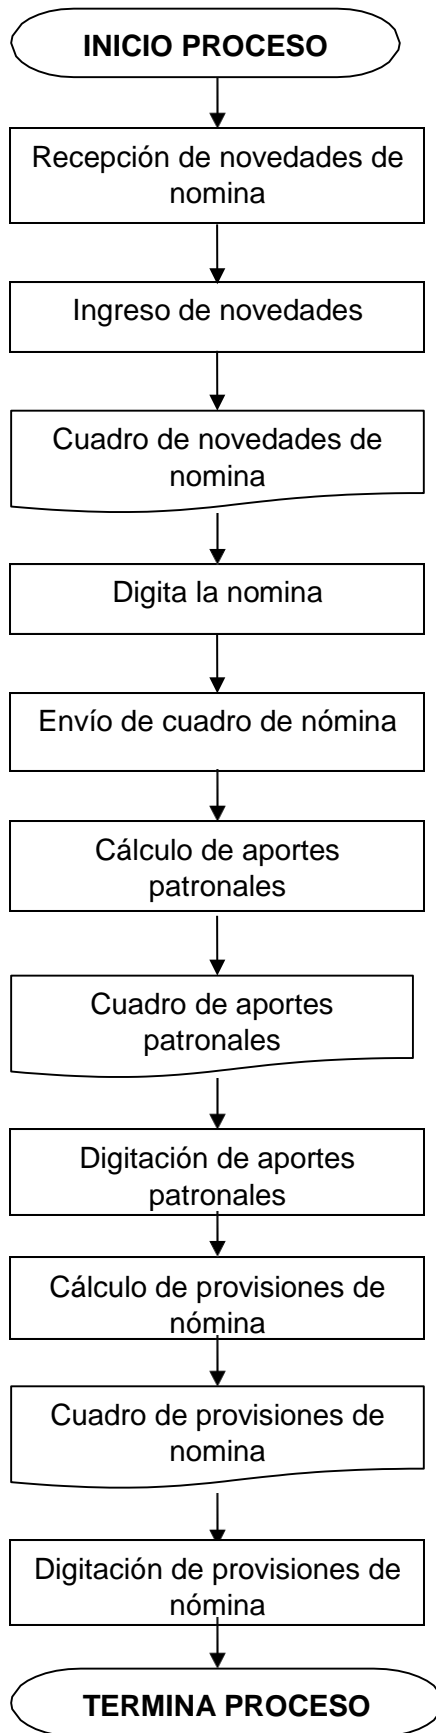 INICIO PROCESO
Recepción de novedades de
nomina
Ingreso de novedades
Cuadro de novedades de
nomina
Digita la nomina
Envío de cuadro de nómina
Cálculo de aportes
patronales
Cuadro de aportes
patronales
Digitación de aportes
patronales
Cálculo de provisiones de
nómina
Cuadro de provisiones de
nomina
Digitación de provisiones de
nómina
TERMINA PROCESO